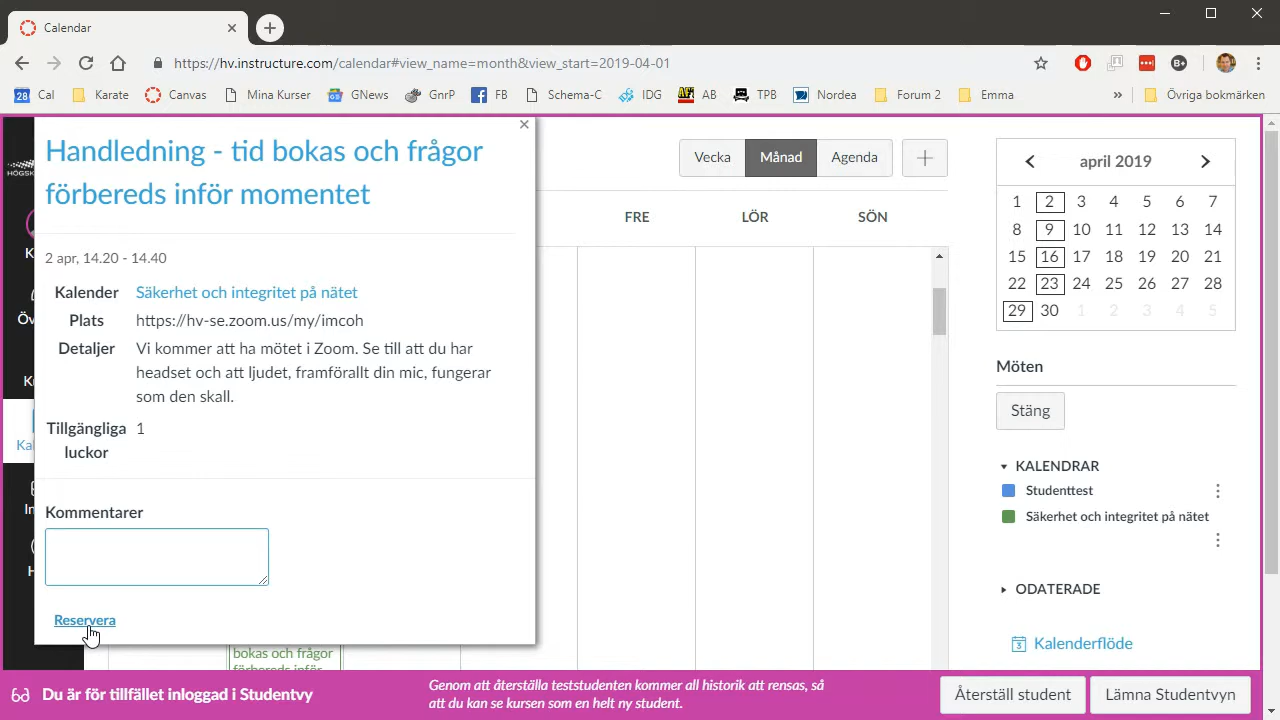 Calendar
https://hv.instructure.com/calendar#view_name=month&view_start=2019-04-01
28 Cal Karate Canvas Mina Kurser GNews GnrP FB Schema-C IDG AF AB TPB Nordea Forum 2 Emma » Övriga bokmärken
HÖGSK
Handledning - tid bokas och frågor
förbereds inför momentet
2 apr, 14.20 - 14.40
Kalender Säkerhet och integritet på nätet
Plats https://hv-se.zoom.us/my/imcoh
Detaljer Vi kommer att ha mötet i Zoom. Se till att du har
headset och att ljudet, framförallt din mic, fungerar
som den skall.
Tillgängliga 1
luckor
Kommentarer
Reservera
bokas och frågor
förbereds inför
Vecka Månad Agenda
FRE LÖR SÖN
april 2019
1 2 3 4 5 6 7
8 9 10 11 12 13 14
15 16 17 18 19 20 21
22 23 24 25 26 27 28
29 30 1 2 3 4 5
Möten
Stäng
KALENDRAR
Studenttest
Säkerhet och integritet på nätet
ODATERADE
Kalenderflöde
Du är för tillfället inloggad i Studentvy
Genom att återställa teststudenten kommer all historik att rensas, så
att du kan se kursen som en helt ny student.
Återställ student
Lämna Studentvyn